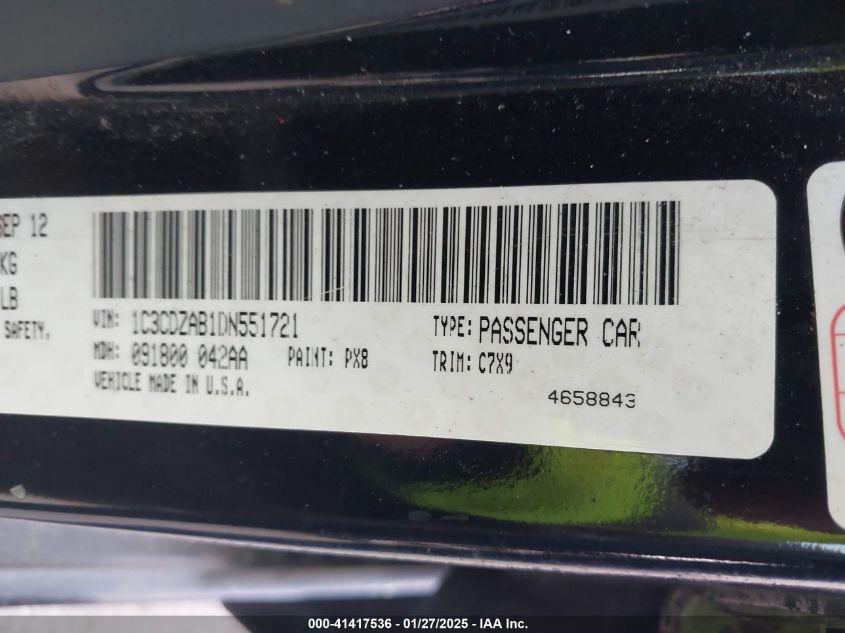 SEP 12
KG
LB
SAFETY.
VIN: 1C3CDZAB1DN551721
TYPE: PASSENGER CAR
MDH: 091800 042AA
PAINT: PX8
TRIM: C7X9
VEHICLE MADE IN U.S.A.
4658843
000-41417536 - 01/27/2025 - IAA Inc.